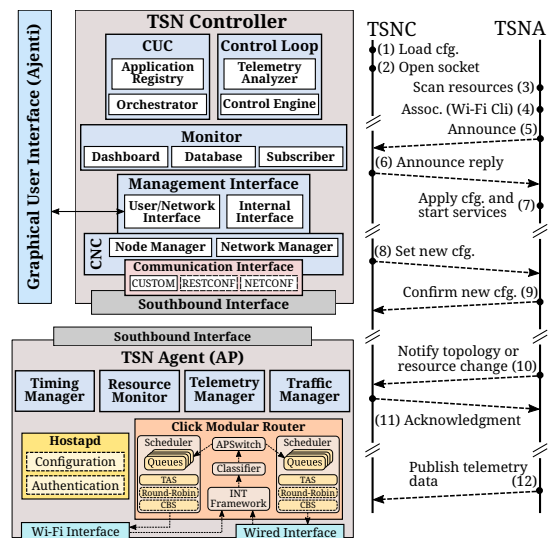 TSN Controller
Graphical User Interface (Ajenti)
CUC
Application
Registry
Orchestrator
Control Loop
Telemetry
Analyzer
Control Engine
Monitor
Dashboard
Database
Subscriber
Management Interface
User/Network
Interface
Internal
Interface
CNC
Node Manager
Network Manager
Communication Interface
CUSTOM
RESTCONF
NETCONF
Southbound Interface
Southbound Interface
TSN Agent (AP)
Timing
Manager
Resource
Monitor
Telemetry
Manager
Traffic
Manager
Hostapd
Configuration
Authentication
Click Modular Router
Scheduler
Queues
TAS
Round-Robin
CBS
APSwitch
Classifier
INT
Framework
Scheduler
Queues
TAS
Round-Robin
CBS
Wi-Fi Interface
Wired Interface
TSNC
TSNA
(1) Load cfg.
(2) Open socket
Scan resources (3)
Assoc. (Wi-Fi Cli) (4)
Announce (5)
(6) Announce reply
Apply cfg. and
start services (7)
(8) Set new cfg.
Confirm new cfg. (9)
Notify topology or
resource change (10)
(11) Acknowledgment
Publish telemetry
data (12)